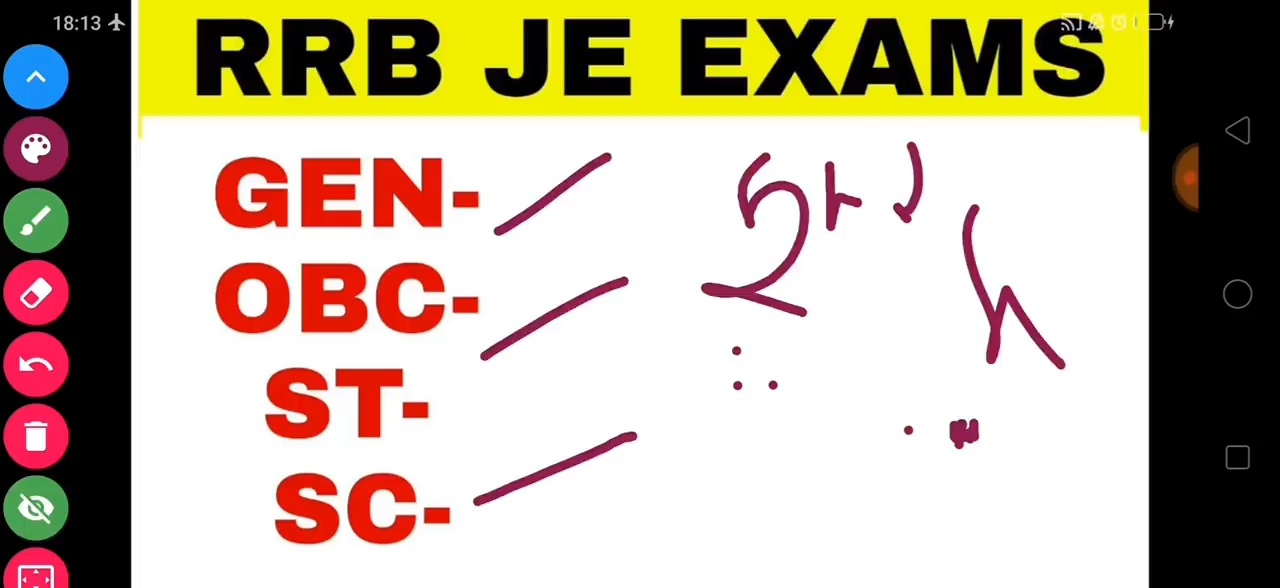 18:13
RRB JE EXAMS
GEN-
OBC-
ST-
SC-